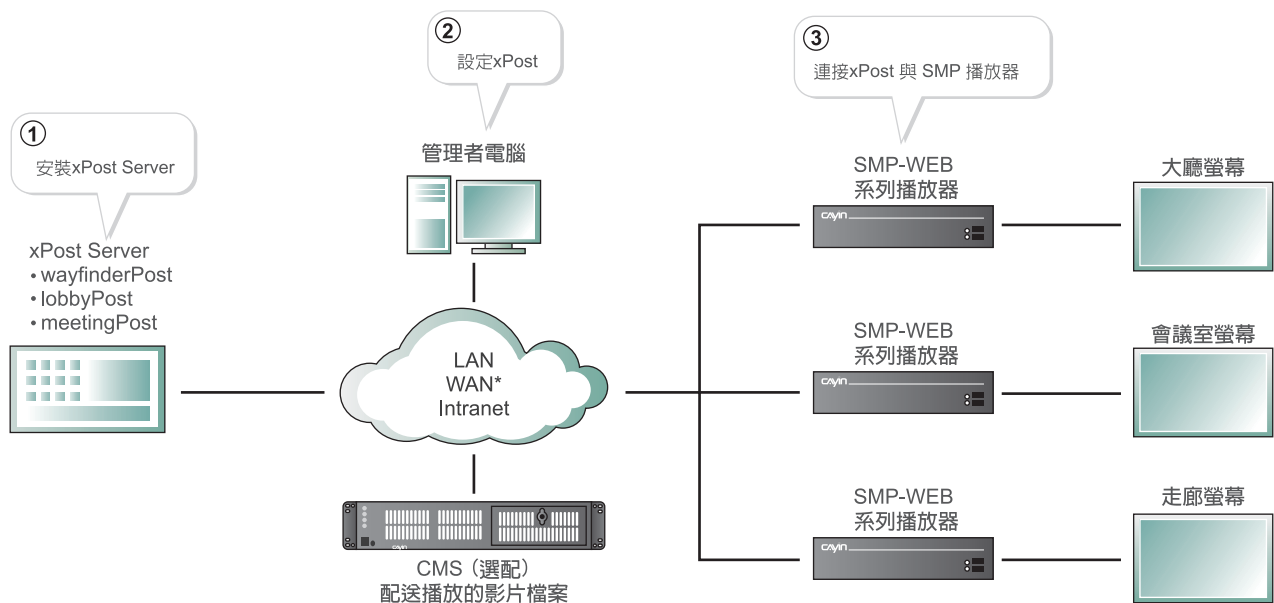 ①
安裝xPost Server
xPost Server
• wayfinderPost
• lobbyPost
• meetingPost
②
設定xPost
管理者電腦
LAN
WAN*
Intranet
CAYIN
CMS（選配）
配送播放的影片檔案
③
連接xPost 與 SMP 播放器
SMP-WEB
系列播放器
CAYIN
大廳螢幕
SMP-WEB
系列播放器
CAYIN
會議室螢幕
SMP-WEB
系列播放器
CAYIN
走廊螢幕